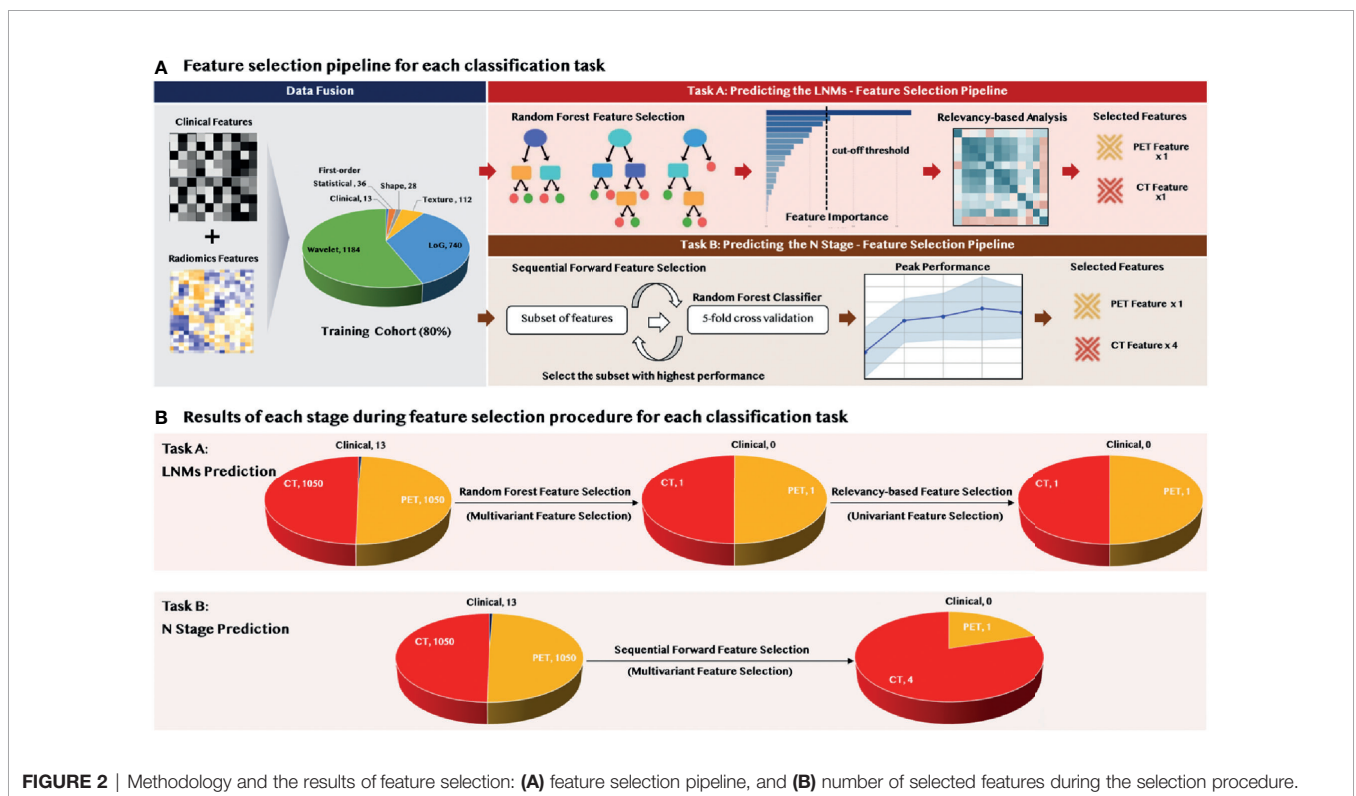 A Feature selection pipeline for each classification task
Data Fusion
Clinical Features
+
Radiomics Features
First-order
Statistical , 36
Shape, 28
Clinical, 13
Texture , 112
Wavelet, 1184
LoG, 740
Training Cohort (80%)
Task A: Predicting the LNMs - Feature Selection Pipeline
Random Forest Feature Selection
cut-off threshold
Feature Importance
Relevancy-based Analysis
Selected Features
PET Feature
x 1
CT Feature
x1
Task B: Predicting the N Stage - Feature Selection Pipeline
Sequential Forward Feature Selection
Subset of features
Random Forest Classifier
5-fold cross validation
Select the subset with highest performance
Peak Performance
Selected Features
PET Feature x 1
CT Feature x 4
B Results of each stage during feature selection procedure for each classification task
Task A:
LNMs Prediction
Clinical, 13
CT, 1050
PET, 1050
Random Forest Feature Selection
(Multivariant Feature Selection)
Clinical, 0
CT, 1
PET, 1
Relevancy-based Feature Selection
(Univariant Feature Selection)
Clinical, 0
CT, 1
PET, 1
Task B:
N Stage Prediction
Clinical, 13
CT, 1050
PET, 1050
Sequential Forward Feature Selection
(Multivariant Feature Selection)
Clinical, 0
PET, 1
CT, 4
FIGURE 2 | Methodology and the results of feature selection: (A) feature selection pipeline, and (B) number of selected features during the selection procedure.